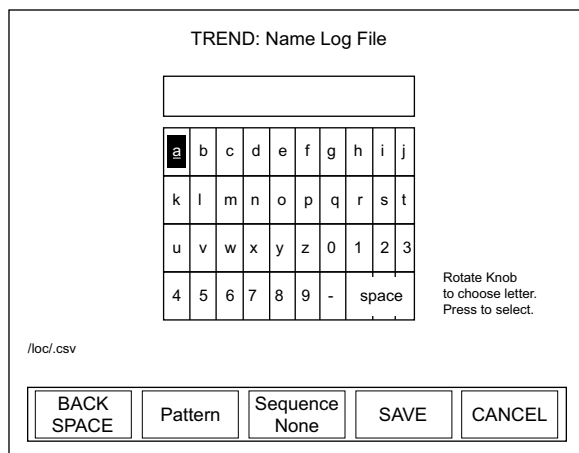 TREND: Name Log File
a b c d e f g h i j
k l m n o p q r s t
u v w x y z 0 1 2 3
4 5 6 7 8 9 - space
Rotate Knob
to choose letter.
Press to select.
/loc/.csv
BACK
SPACE
Pattern
Sequence
None
SAVE
CANCEL